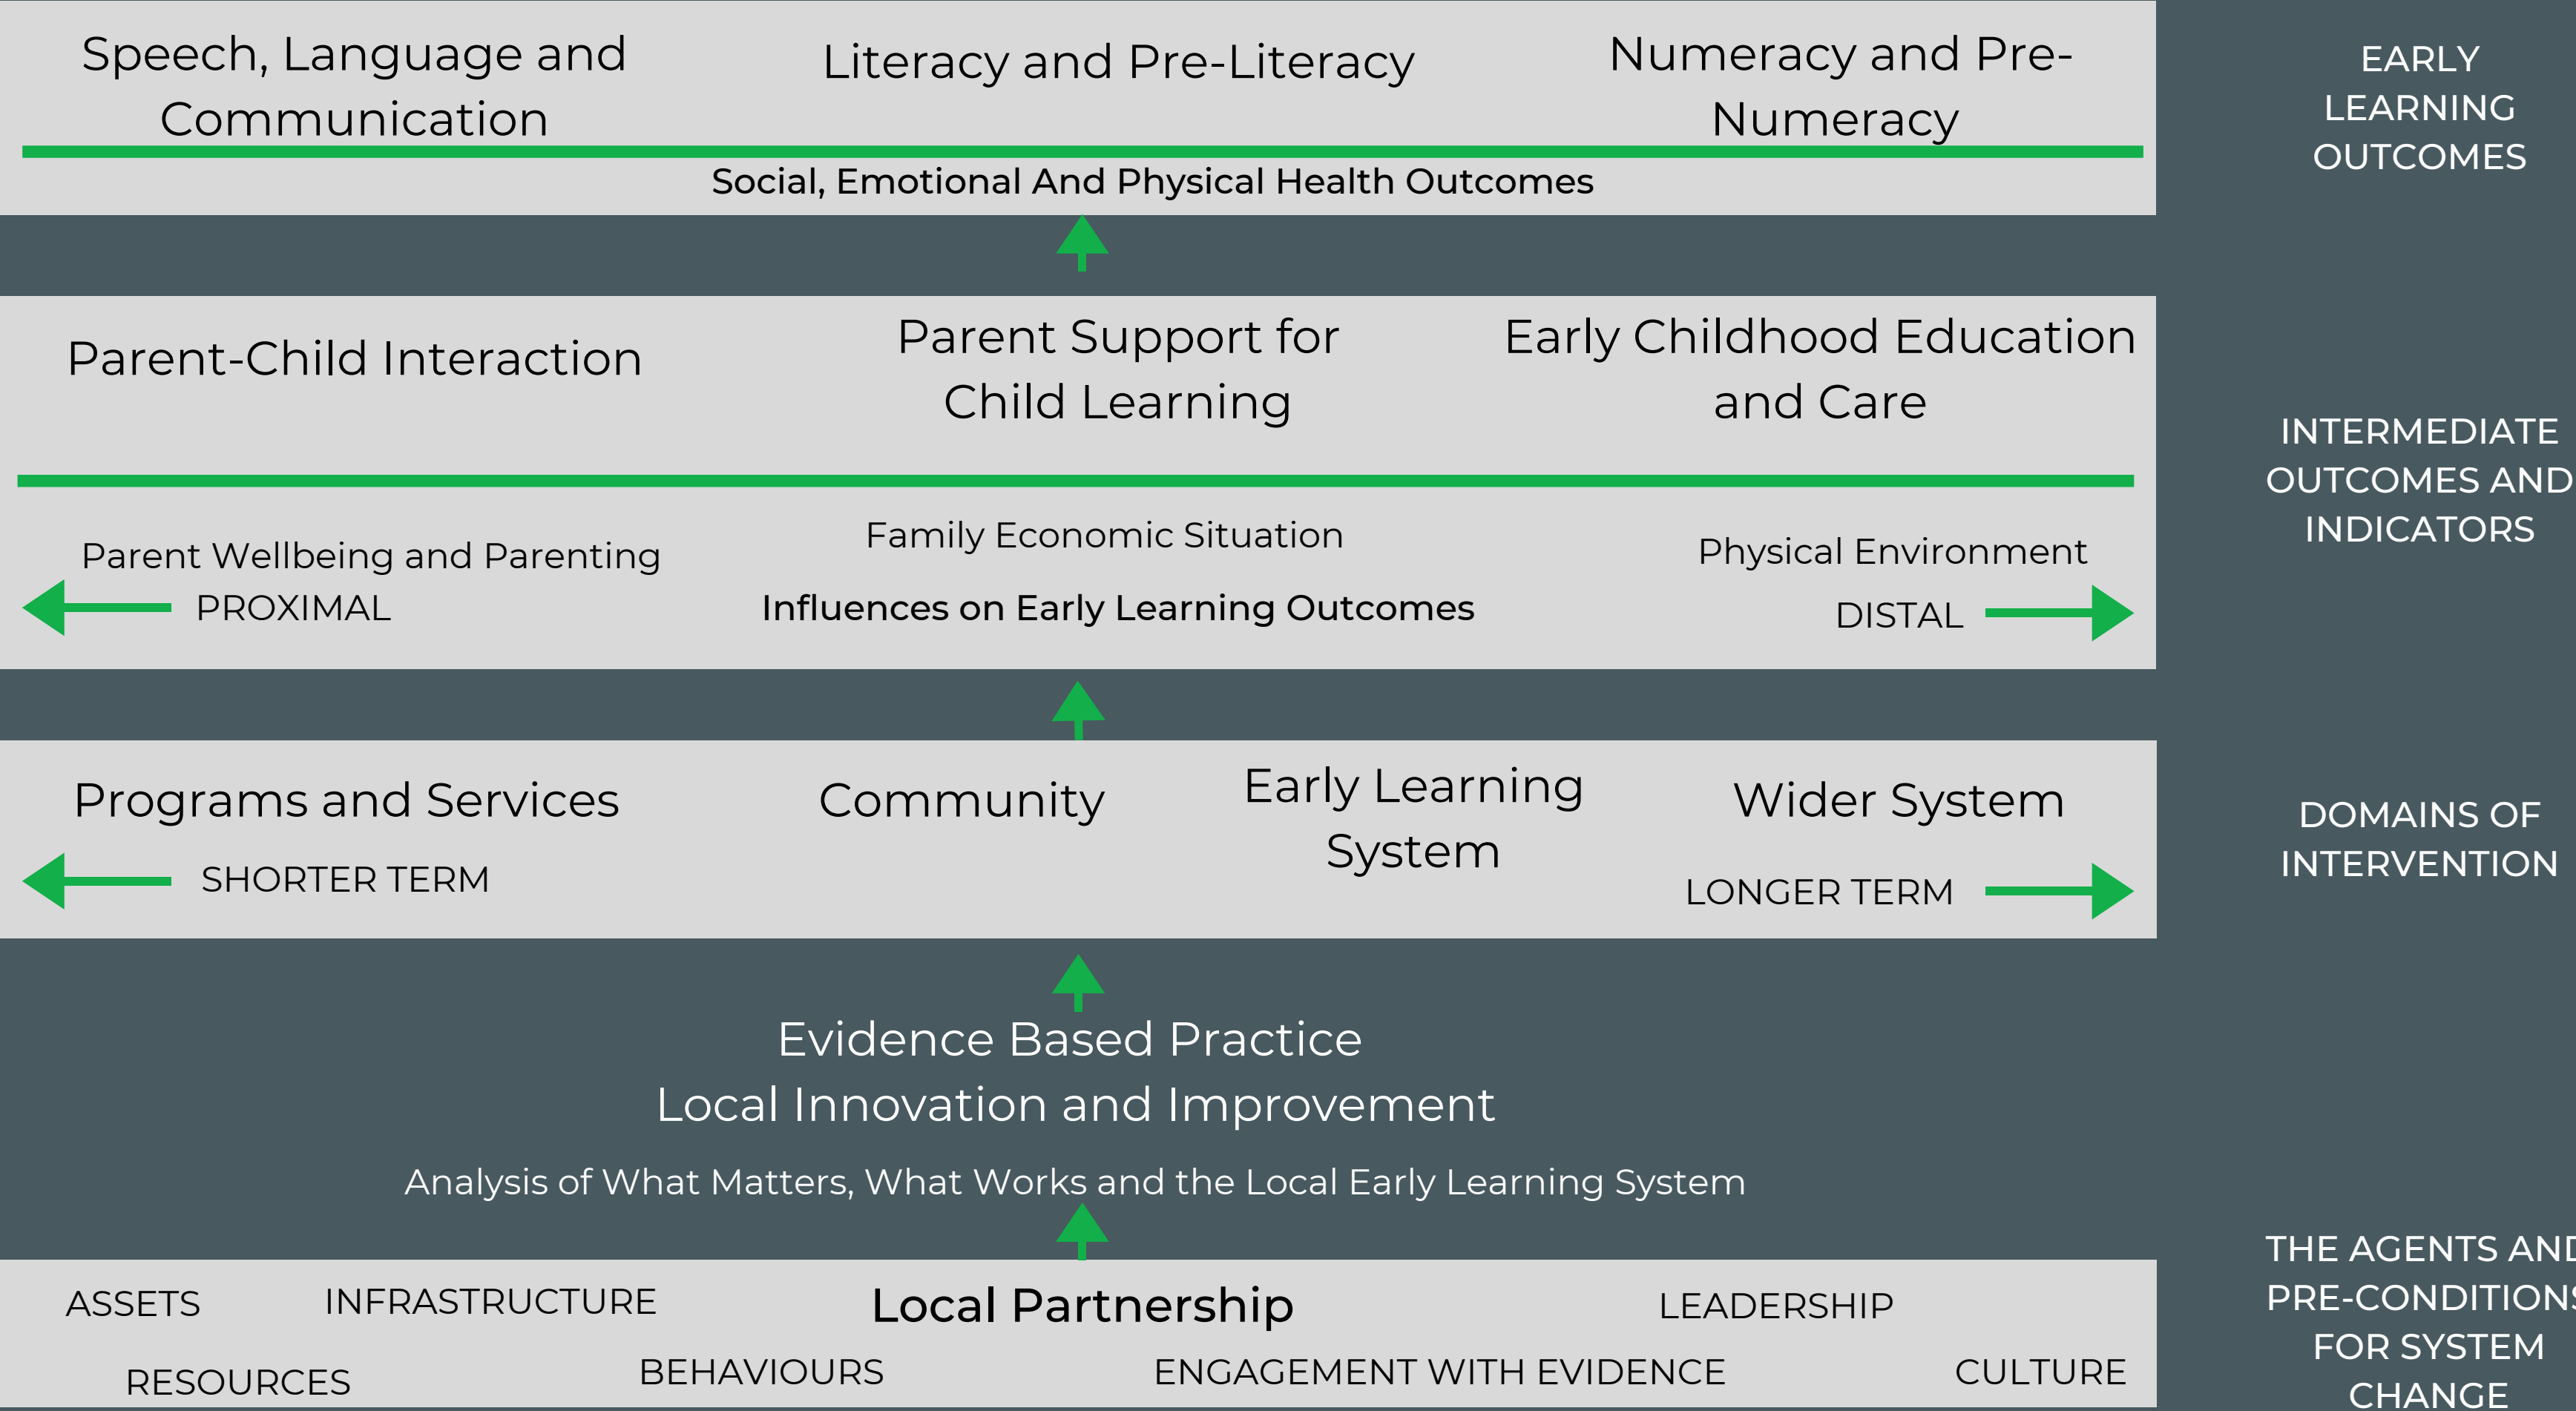 Speech, Language and
Communication
Literacy and Pre-Literacy
Numeracy and Pre-
Numeracy
Social, Emotional And Physical Health Outcomes
EARLY
LEARNING
OUTCOMES
Parent-Child Interaction
Parent Support for
Child Learning
Early Childhood Education
and Care
Parent Wellbeing and Parenting
Family Economic Situation
Physical Environment
PROXIMAL
Influences on Early Learning Outcomes
DISTAL
INTERMEDIATE
OUTCOMES AND
INDICATORS
Programs and Services
Community
Early Learning
System
Wider System
SHORTER TERM
LONGER TERM
DOMAINS OF
INTERVENTION
Evidence Based Practice
Local Innovation and Improvement
Analysis of What Matters, What Works and the Local Early Learning System
ASSETS
INFRASTRUCTURE
Local Partnership
LEADERSHIP
RESOURCES
BEHAVIOURS
ENGAGEMENT WITH EVIDENCE
CULTURE
THE AGENTS AND
PRE-CONDITIONS
FOR SYSTEM
CHANGE